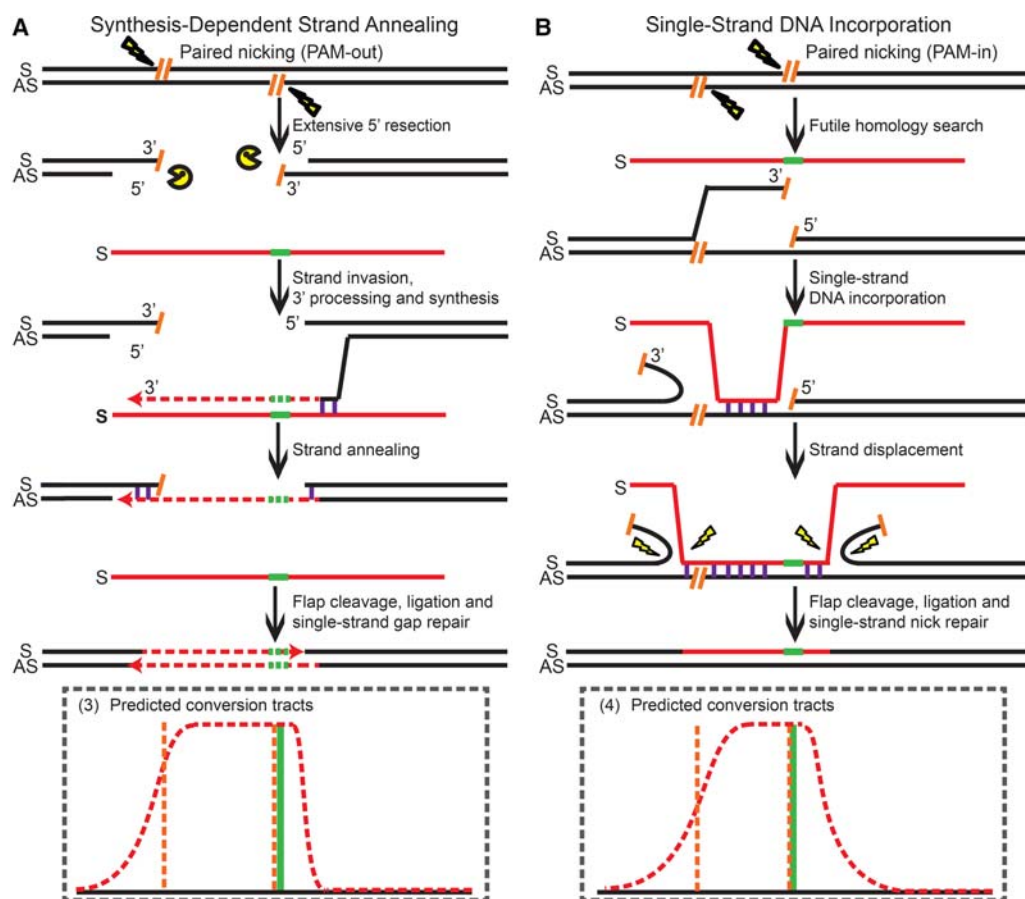 A
Synthesis-Dependent Strand Annealing
Paired nicking (PAM-out)
S
AS
Extensive 5' resection
3'
5'
S
AS
5'
3'
S
Strand invasion,
3' processing and synthesis
3'
5'
S
AS
5'
3'
S
Strand annealing
S
AS
S
Flap cleavage, ligation and
single-strand gap repair
S
AS
(3) Predicted conversion tracts
B
Single-Strand DNA Incorporation
Paired nicking (PAM-in)
S
AS
Futile homology search
S
3'
5'
S
AS
Single-strand
DNA incorporation
S
3'
5'
S
AS
Strand displacement
S
S
AS
Flap cleavage, ligation and
single-strand nick repair
S
AS
(4) Predicted conversion tracts